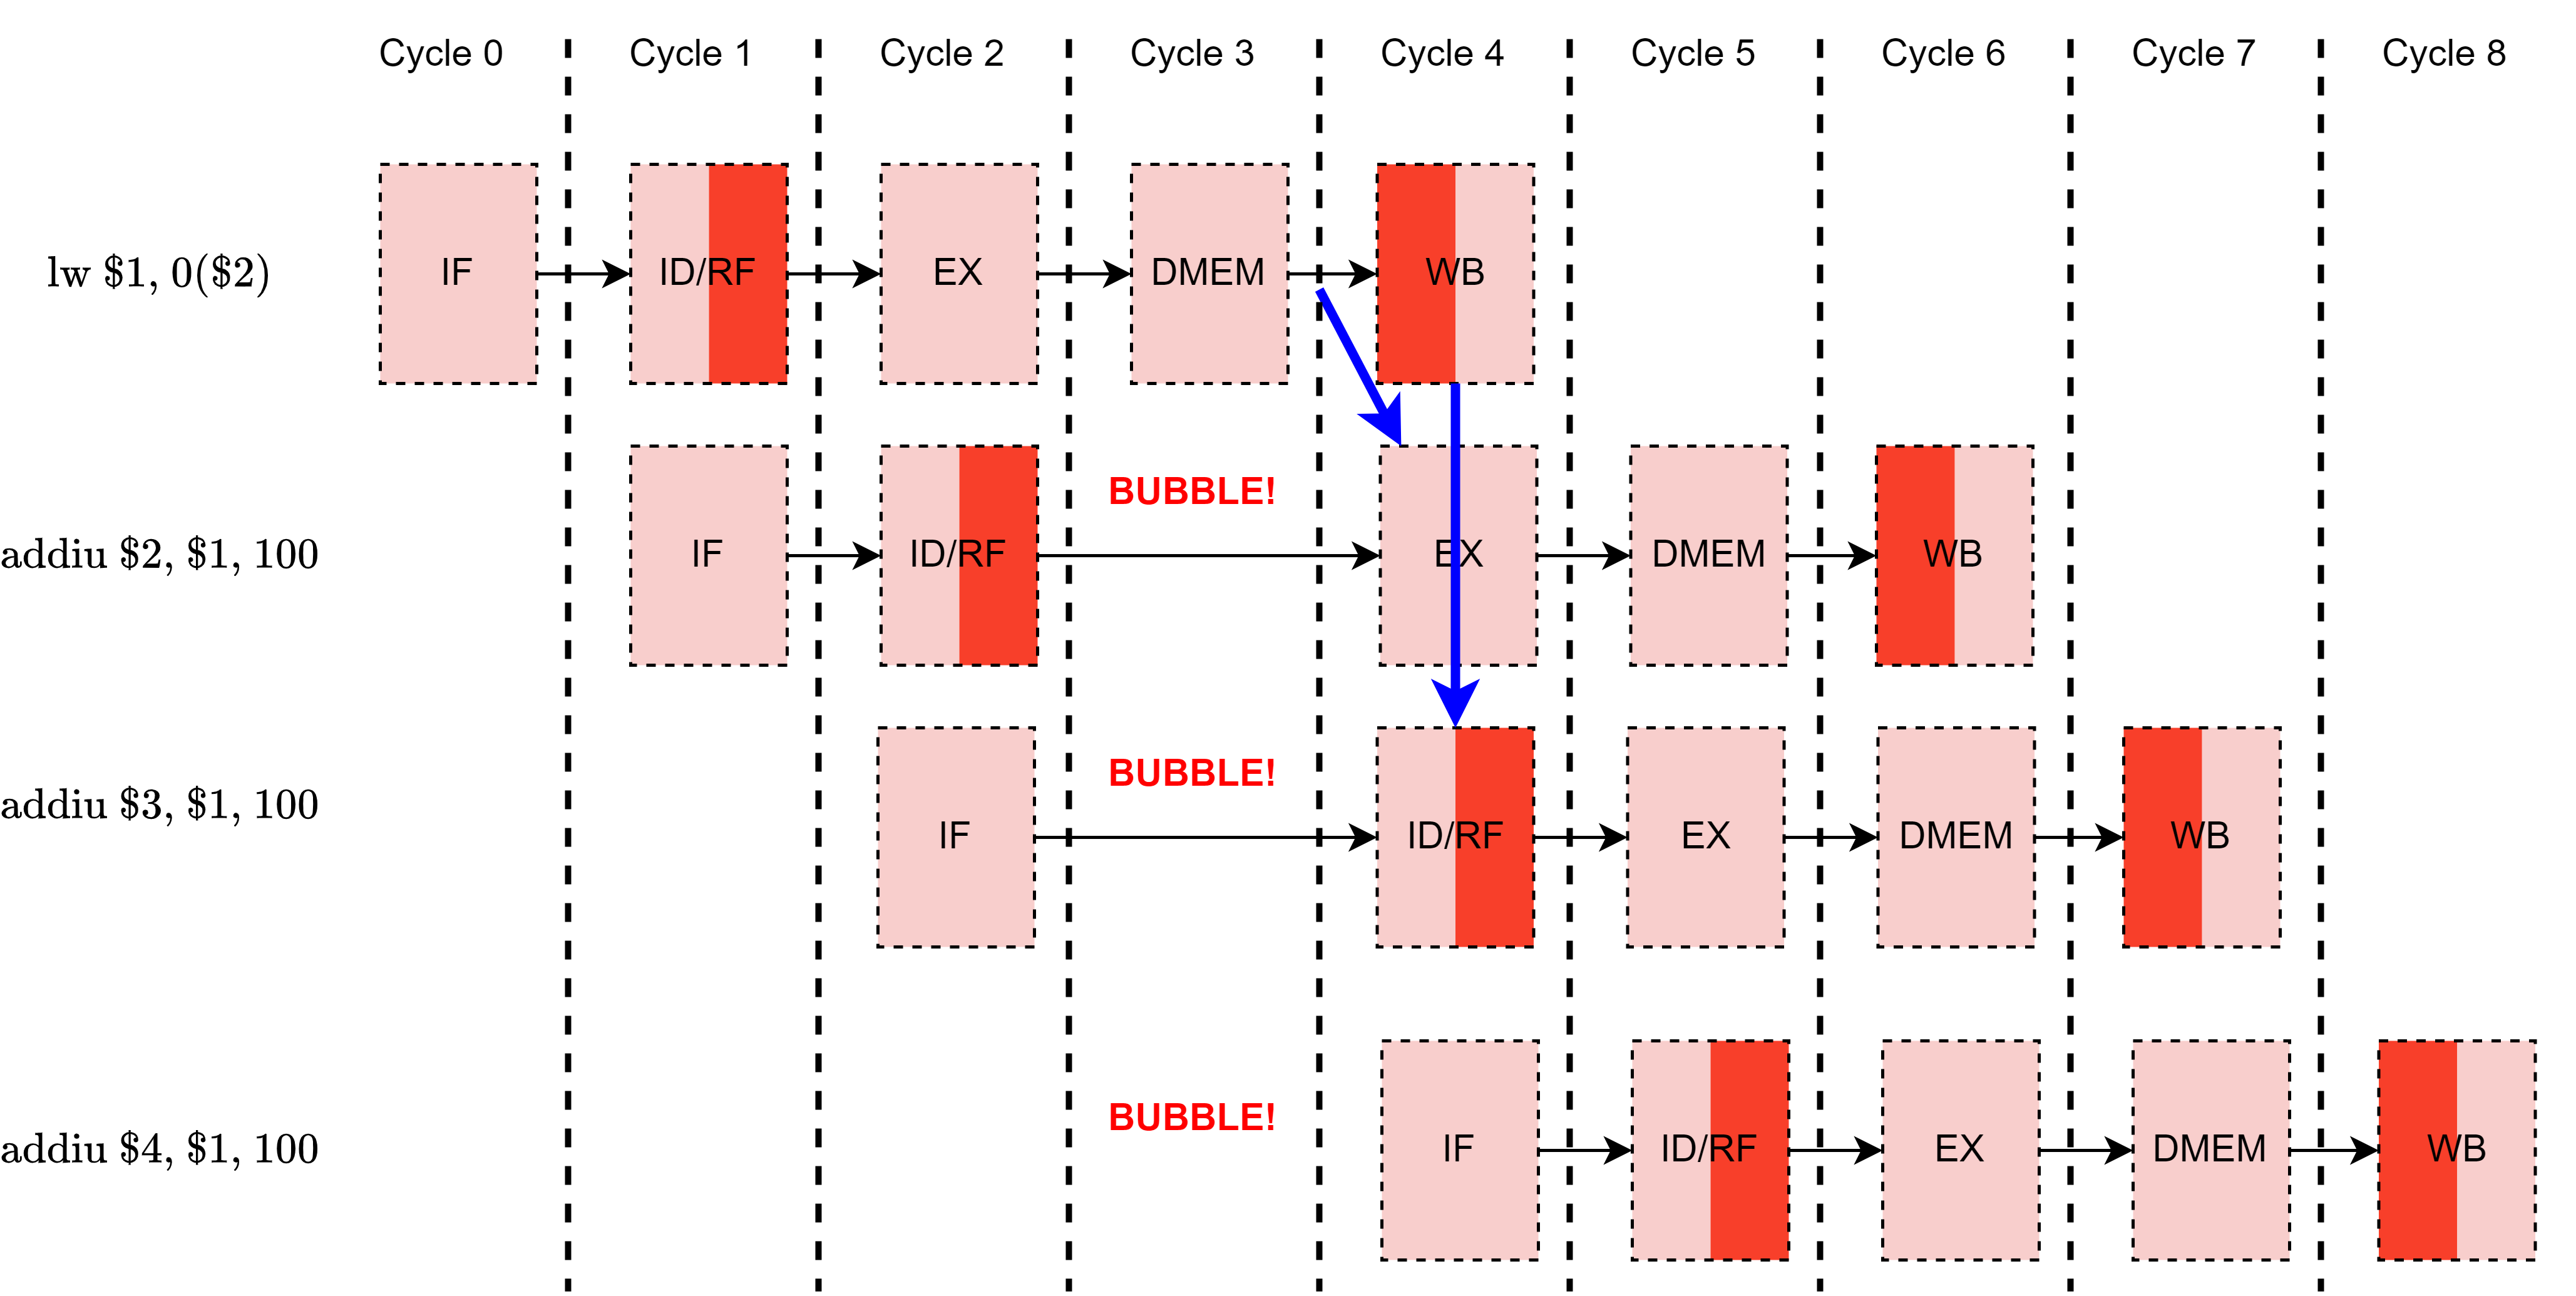 Cycle 0 Cycle 1 Cycle 2 Cycle 3 Cycle 4 Cycle 5 Cycle 6 Cycle 7 Cycle 8
lw $1, 0($2) IF ID/RF EX DMEM WB
BUBBLE!
addiu $2, $1, 100 IF ID/RF EX DMEM WB
BUBBLE!
addiu $3, $1, 100 IF ID/RF EX DMEM WB
BUBBLE!
addiu $4, $1, 100 IF ID/RF EX DMEM WB